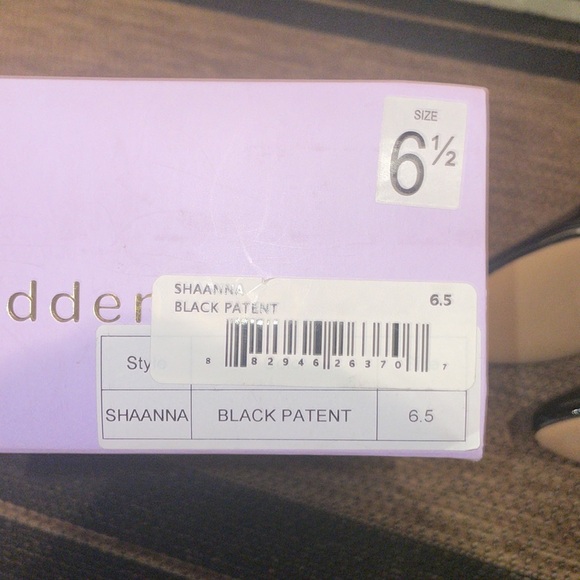 SIZE
6½
dden
SHAANNA 6.5
BLACK PATENT
8 82946 26370 7
Sty
SHAANNA BLACK PATENT 6.5